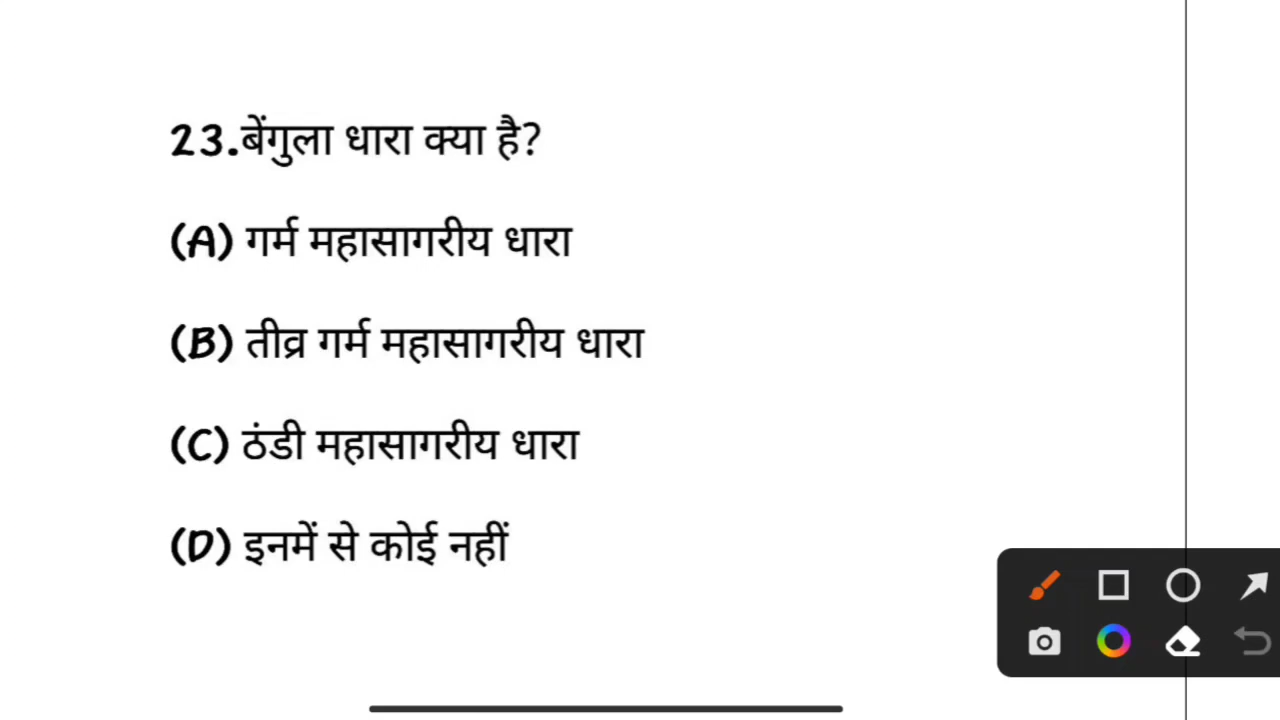 23.बेंगुला धारा क्या है?
(A) गर्म महासागरीय धारा
(B) तीव्र गर्म महासागरीय धारा
(C) ठंडी महासागरीय धारा
(D) इनमें से कोई नहीं